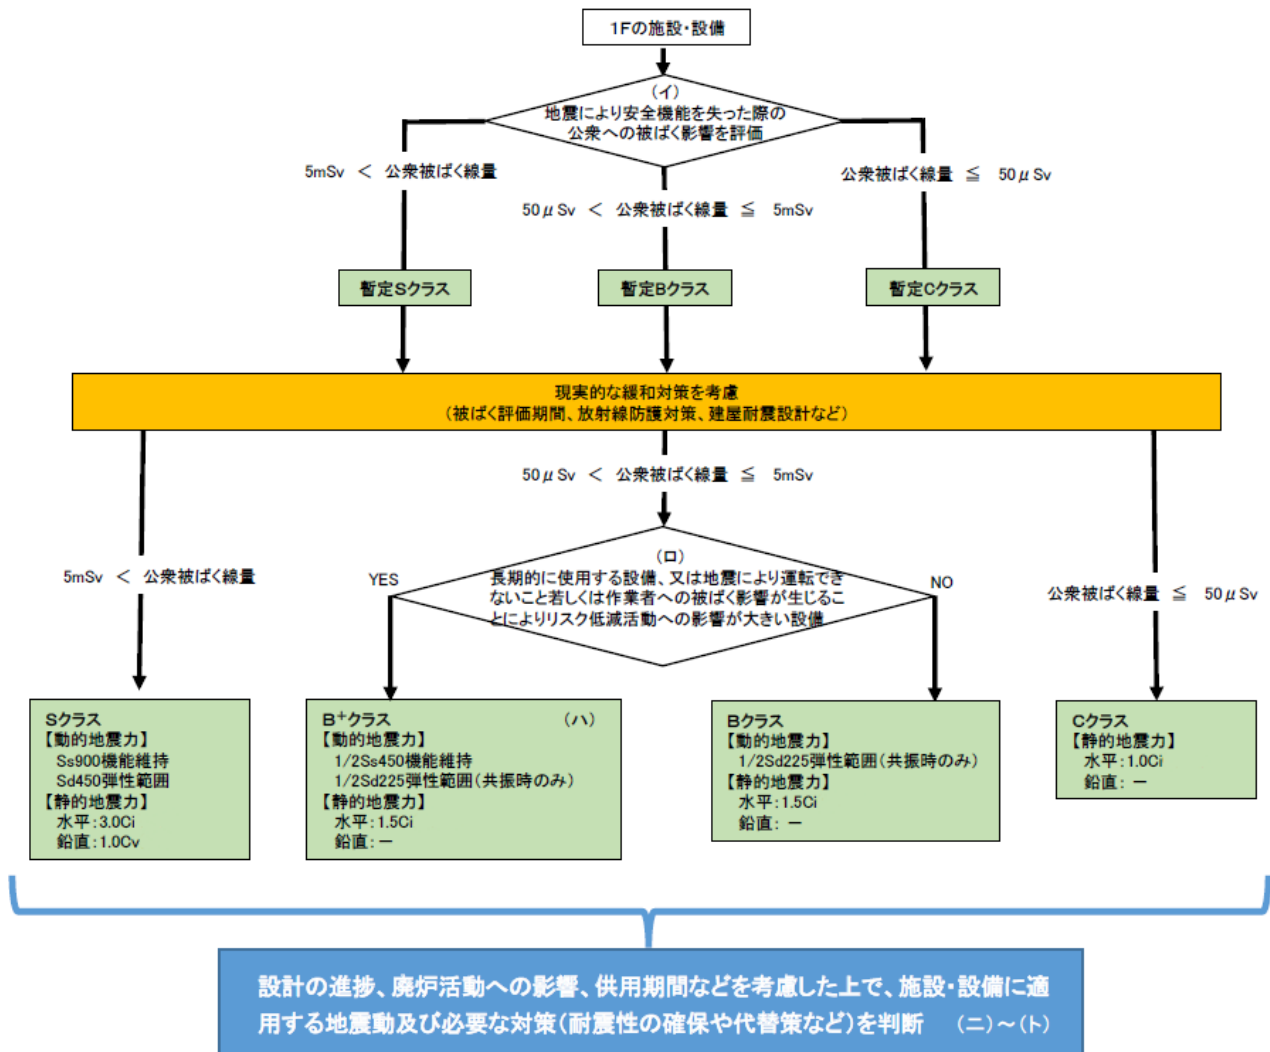 1Fの施設・設備
(イ)
地震により安全機能を失った際の
公衆への被ばく影響を評価
5mSv < 公衆被ばく線量
50μSv < 公衆被ばく線量 ≦ 5mSv
公衆被ばく線量 ≦ 50μSv
暫定Sクラス
暫定Bクラス
暫定Cクラス
現実的な緩和対策を考慮
(被ばく評価期間、放射線防護対策、建屋耐震設計など)
50μSv < 公衆被ばく線量 ≦ 5mSv
5mSv < 公衆被ばく線量
公衆被ばく線量 ≦ 50μSv
(ロ)
長期的に使用する設備、又は地震により運転でき
ないこと若しくは作業者への被ばく影響が生じるこ
とによりリスク低減活動への影響が大きい設備
YES
NO
Sクラス
【動的地震力】
Ss900機能維持
Sd450弾性範囲
【静的地震力】
水平:3.0Ci
鉛直:1.0Cv
B+クラス (ハ)
【動的地震力】
1/2Ss450機能維持
1/2Sd225弾性範囲(共振時のみ)
【静的地震力】
水平:1.5Ci
鉛直:ー
Bクラス
【動的地震力】
1/2Sd225弾性範囲(共振時のみ)
【静的地震力】
水平:1.5Ci
鉛直:ー
Cクラス
【静的地震力】
水平:1.0Ci
鉛直:ー
設計の進捗、廃炉活動への影響、供用期間などを考慮した上で、施設・設備に適
用する地震動及び必要な対策(耐震性の確保や代替策など)を判断 (ニ)~(ト)